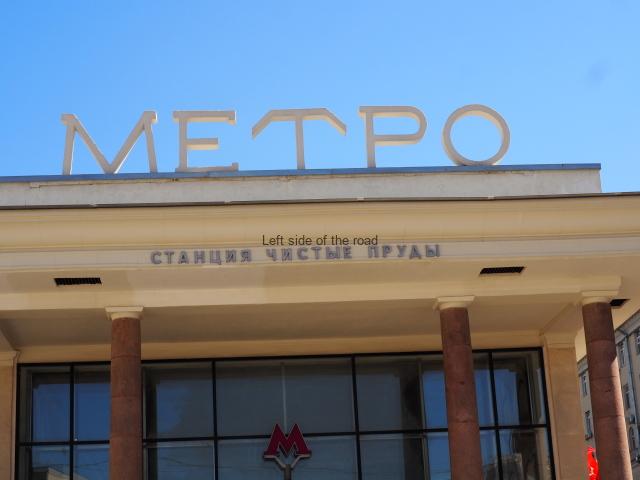 МЕТРО
Left side of the road
СТАНЦИЯ ЧИСТЫЕ ПРУДЫ
М